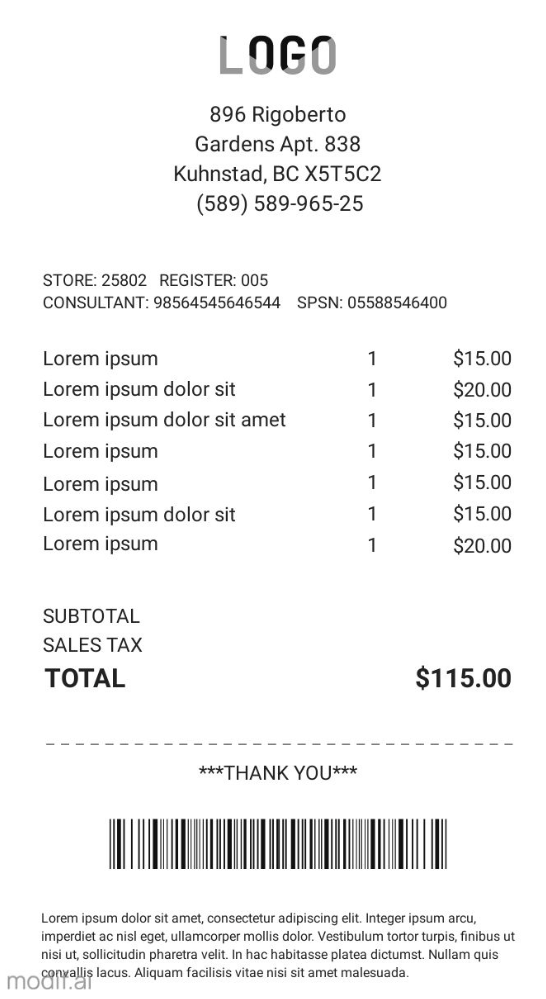 LOGO
896 Rigoberto
Gardens Apt. 838
Kuhnstad, BC X5T5C2
(589) 589-965-25
STORE: 25802 REGISTER: 005
CONSULTANT: 98564545646544 SPSN: 05588546400
Lorem ipsum 1 $15.00
Lorem ipsum dolor sit 1 $20.00
Lorem ipsum dolor sit amet 1 $15.00
Lorem ipsum 1 $15.00
Lorem ipsum 1 $15.00
Lorem ipsum dolor sit 1 $15.00
Lorem ipsum 1 $20.00
SUBTOTAL
SALES TAX
TOTAL $115.00
***THANK YOU***
Lorem ipsum dolor sit amet, consectetur adipiscing elit. Integer ipsum arcu,
imperdiet ac nisl eget, ullamcorper mollis dolor. Vestibulum tortor turpis, finibus ut
nisi ut, sollicitudin pharetra velit. In hac habitasse platea dictumst. Nullam quis
convallis lacus. Aliquam facilisis vitae nisi sit amet malesuada.
modif.ai